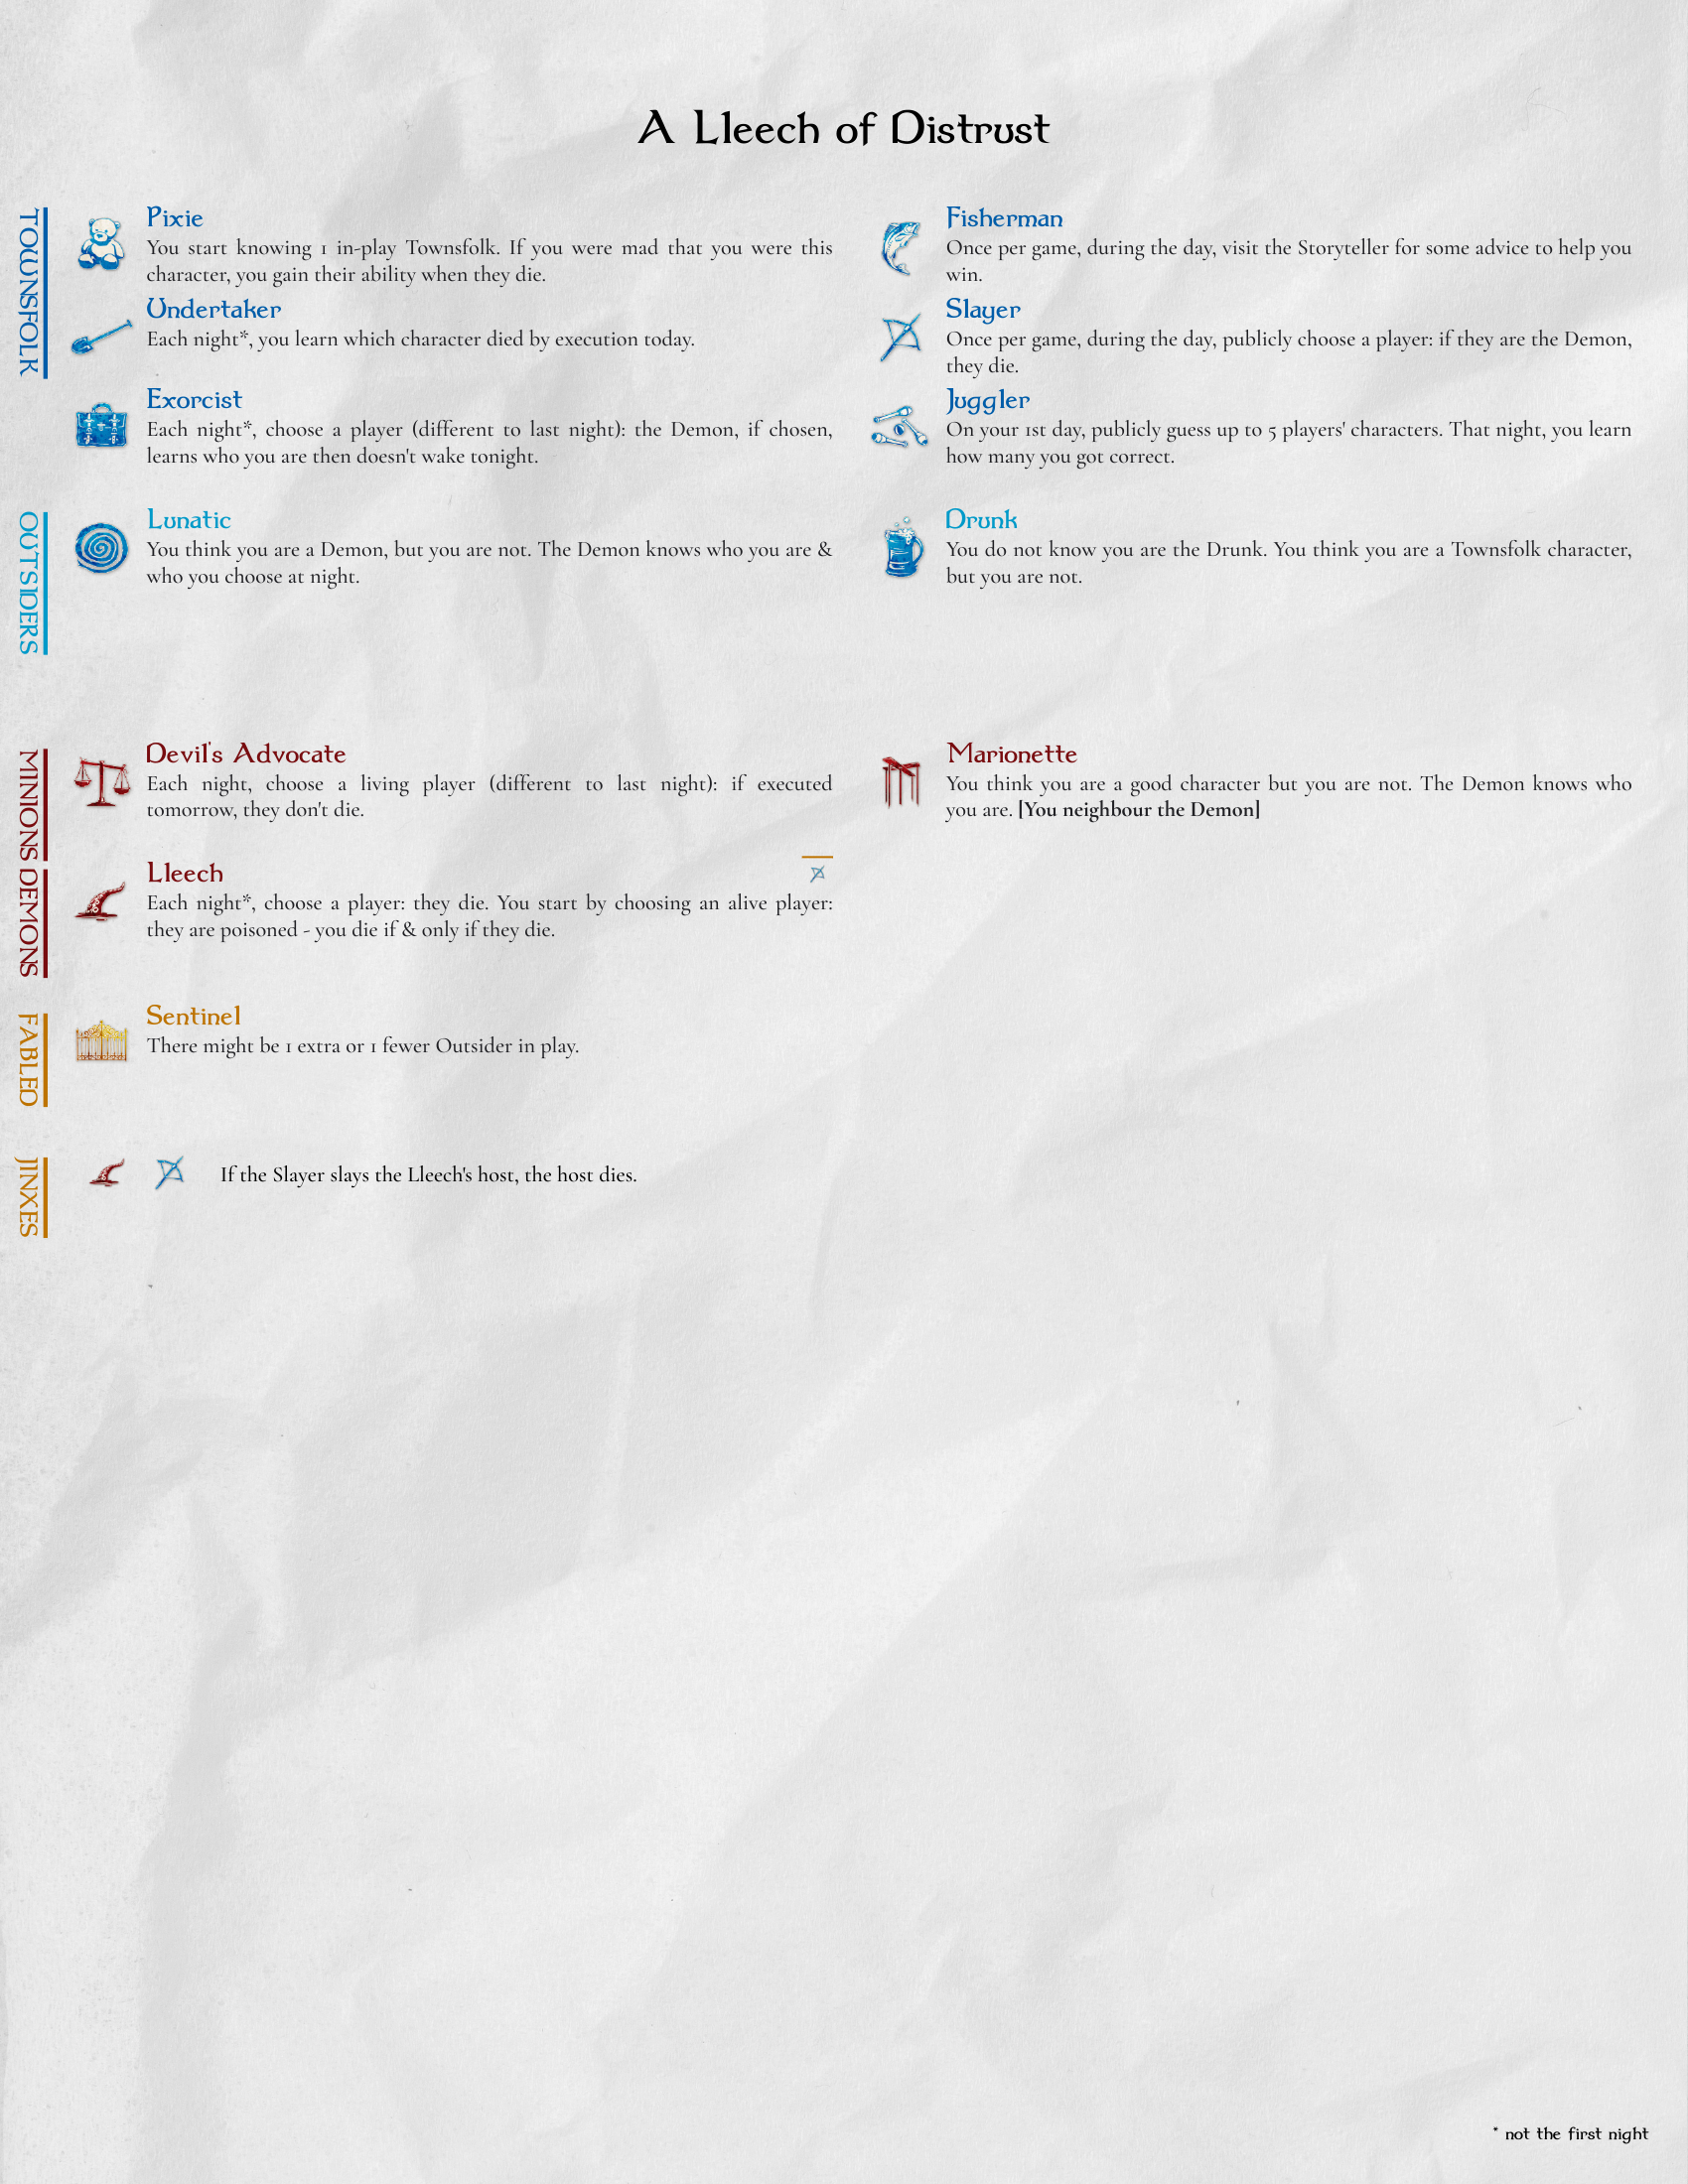 A Lleech of Distrust
TOWNSFOLK
Pixie
You start knowing 1 in-play Townsfolk. If you were mad that you were this
character, you gain their ability when they die.
Fisherman
Once per game, during the day, visit the Storyteller for some advice to help you
win.
Undertaker
Each night*, you learn which character died by execution today.
Slayer
Once per game, during the day, publicly choose a player: if they are the Demon,
they die.
Exorcist
Each night*, choose a player (different to last night): the Demon, if chosen,
learns who you are then doesn't wake tonight.
Juggler
On your 1st day, publicly guess up to 5 players' characters. That night, you learn
how many you got correct.
OUTSIDERS
Lunatic
You think you are a Demon, but you are not. The Demon knows who you are &
who you choose at night.
Drunk
You do not know you are the Drunk. You think you are a Townsfolk character,
but you are not.
MINIONS
Devil's Advocate
Each night, choose a living player (different to last night): if executed
tomorrow, they don't die.
Marionette
You think you are a good character but you are not. The Demon knows who
you are. [You neighbour the Demon]
DEMONS
Lleech
Each night*, choose a player: they die. You start by choosing an alive player:
they are poisoned - you die if & only if they die.
FABLED
Sentinel
There might be 1 extra or 1 fewer Outsider in play.
JINXES
If the Slayer slays the Lleech's host, the host dies.
* not the first night